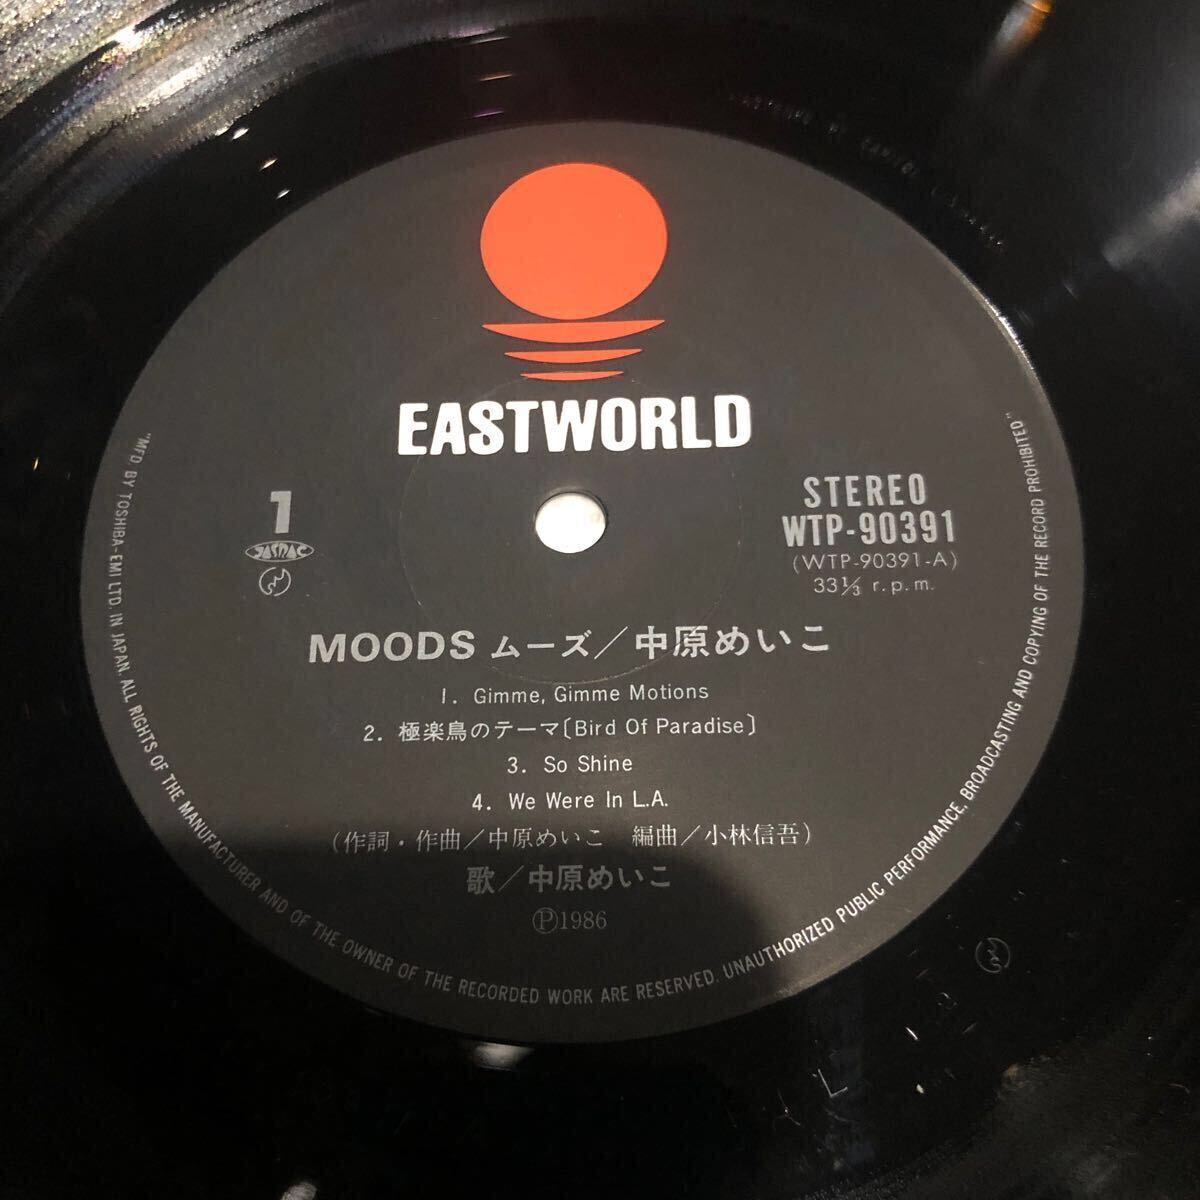 EASTWORLD
1
JASRAC
STEREO
WTP-90391
(WTP-90391-A)
33⅓ r.p.m.
MOODS ムーズ／中原めいこ
1. Gimme, Gimme Motions
2. 極楽鳥のテーマ〔Bird Of Paradise〕
3. So Shine
4. We Were In L.A.
(作詞・作曲／中原めいこ 編曲／小林信吾)
歌／中原めいこ
Ⓟ1986
"MFD. BY TOSHIBA-EMI LTD. IN JAPAN. ALL RIGHTS OF THE MANUFACTURER AND OF THE OWNER OF THE RECORDED WORK ARE RESERVED. UNAUTHORIZED PUBLIC PERFORMANCE, BROADCASTING AND COPYING OF THE RECORD PROHIBITED"